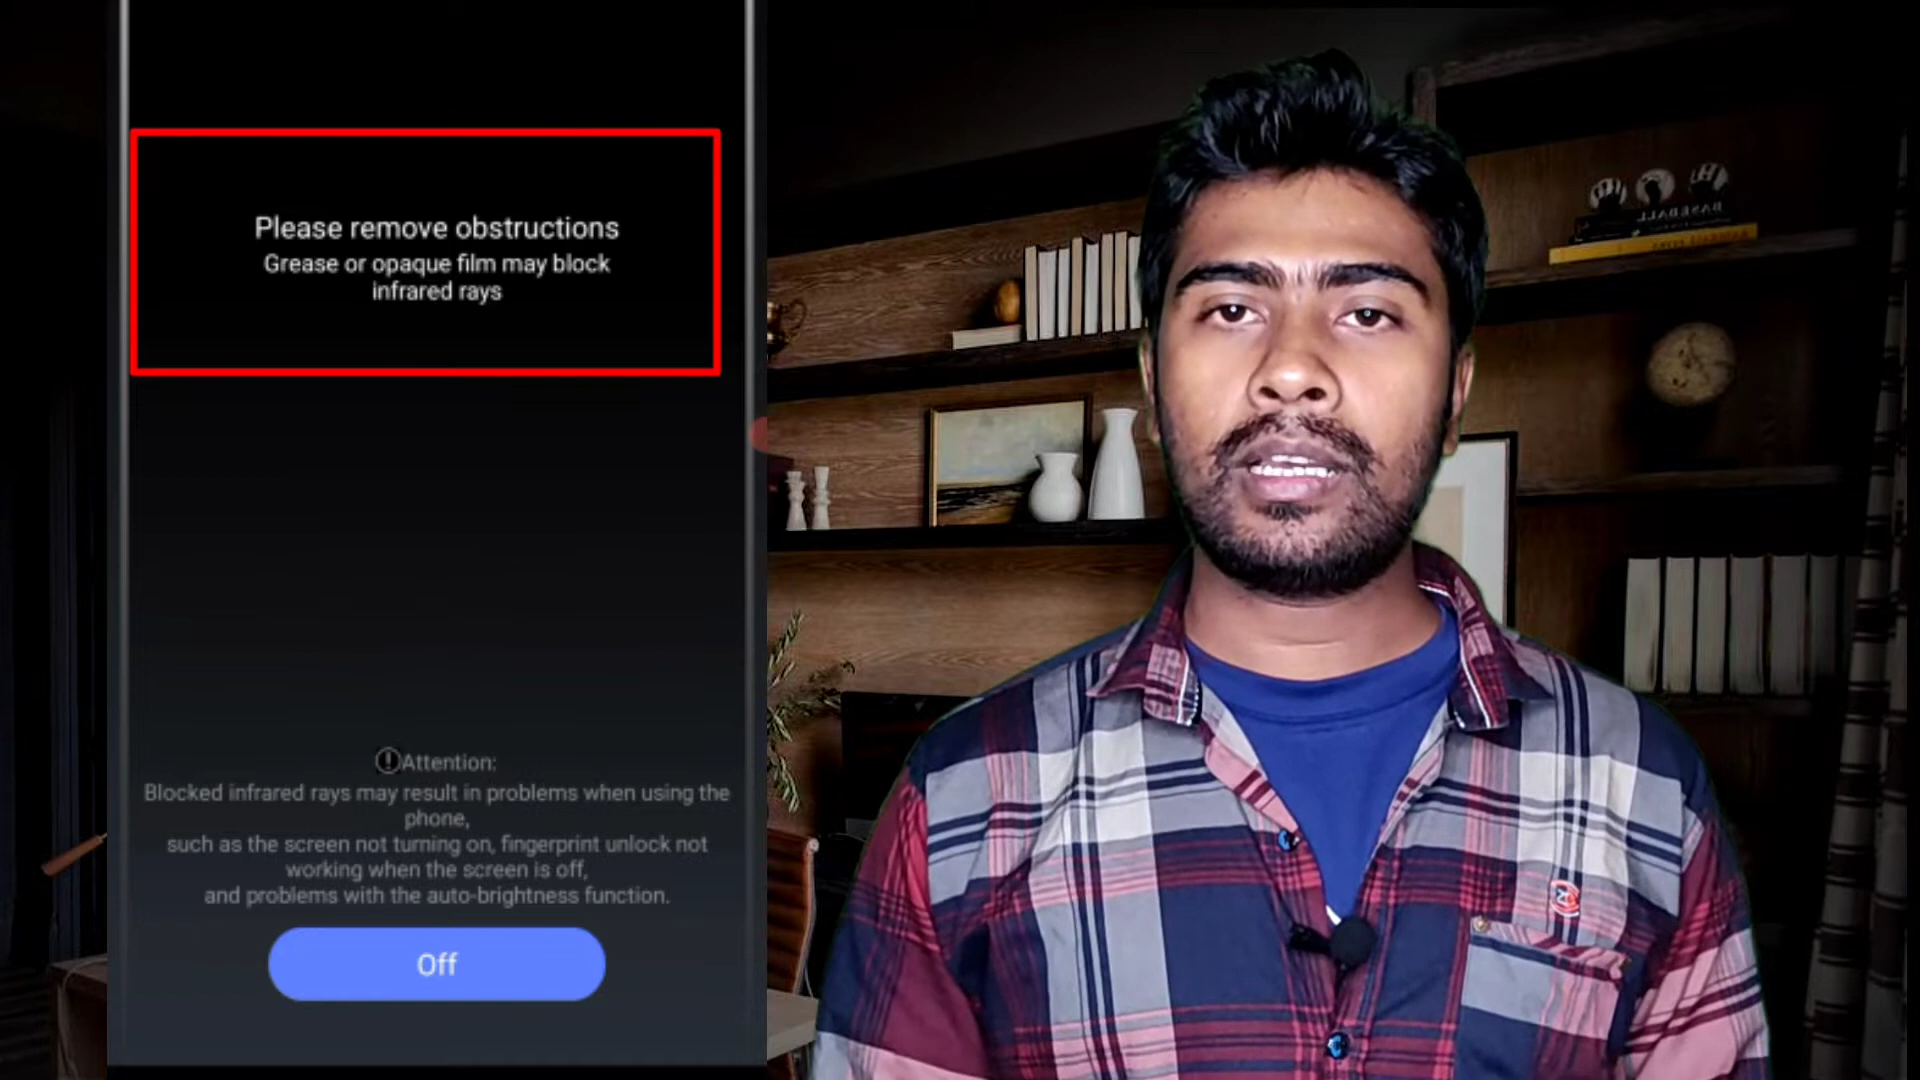 Please remove obstructions
Grease or opaque film may block
infrared rays
Attention:
Blocked infrared rays may result in problems when using the
phone,
such as the screen not turning on, fingerprint unlock not
working when the screen is off,
and problems with the auto-brightness function.
Off
BASEBALL